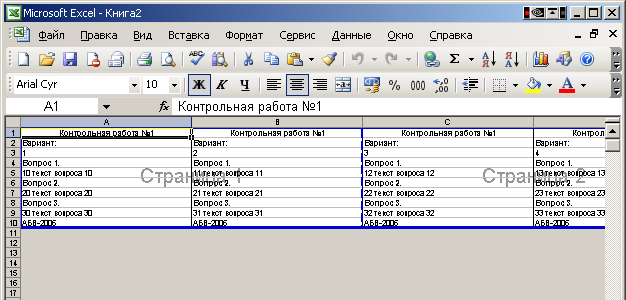 Microsoft Excel - Книга2
Файл Правка Вид Вставка Формат Сервис Данные Окно Справка
Arial Cyr 10 Ж К Ч % 000
A1 fx Контрольная работа №1
A B C
1 Контрольная работа №1 Контрольная работа №1 Контрольная работа №1 Контрол
2 Вариант: Вариант: Вариант: Вариант:
3 1 2 3 4
4 Вопрос 1. Вопрос 1. Вопрос 1. Вопрос 1.
5 10 текст вопроса 10 11 текст вопроса 11 12 текст вопроса 12 13 текст вопроса
6 Вопрос 2. Вопрос 2. Вопрос 2. Вопрос 2.
7 20 текст вопроса 20 21 текст вопроса 21 22 текст вопроса 22 23 текст вопроса 23
8 Вопрос 3. Вопрос 3. Вопрос 3. Вопрос 3.
9 30 текст вопроса 30 31 текст вопроса 31 32 текст вопроса 32 33 текст вопроса 33
10 АБВ-2006 АБВ-2006 АБВ-2006 АБВ-2006
Страница 1 Страница 2
11
12
13
14
15
16
17